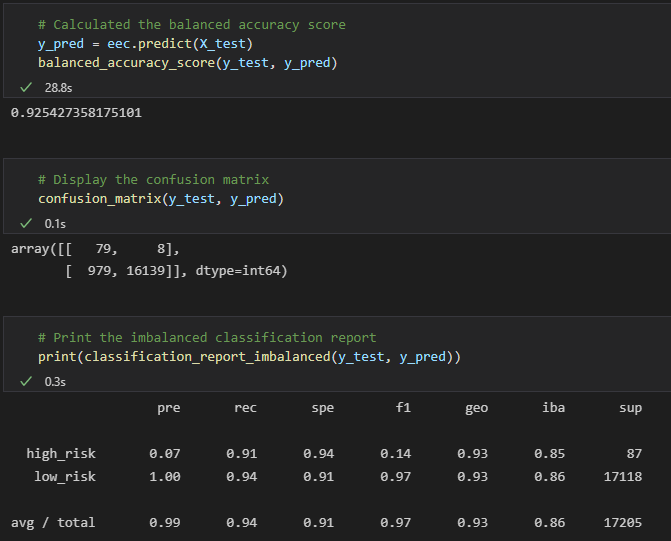 # Calculated the balanced accuracy score
y_pred = eec.predict(X_test)
balanced_accuracy_score(y_test, y_pred)
28.8s
0.925427358175101
# Display the confusion matrix
confusion_matrix(y_test, y_pred)
0.1s
array([[   79,     8],
       [  979, 16139]], dtype=int64)
# Print the imbalanced classification report
print(classification_report_imbalanced(y_test, y_pred))
0.3s
pre rec spe f1 geo iba sup
high_risk 0.07 0.91 0.94 0.14 0.93 0.85 87
low_risk 1.00 0.94 0.91 0.97 0.93 0.86 17118
avg / total 0.99 0.94 0.91 0.97 0.93 0.86 17205